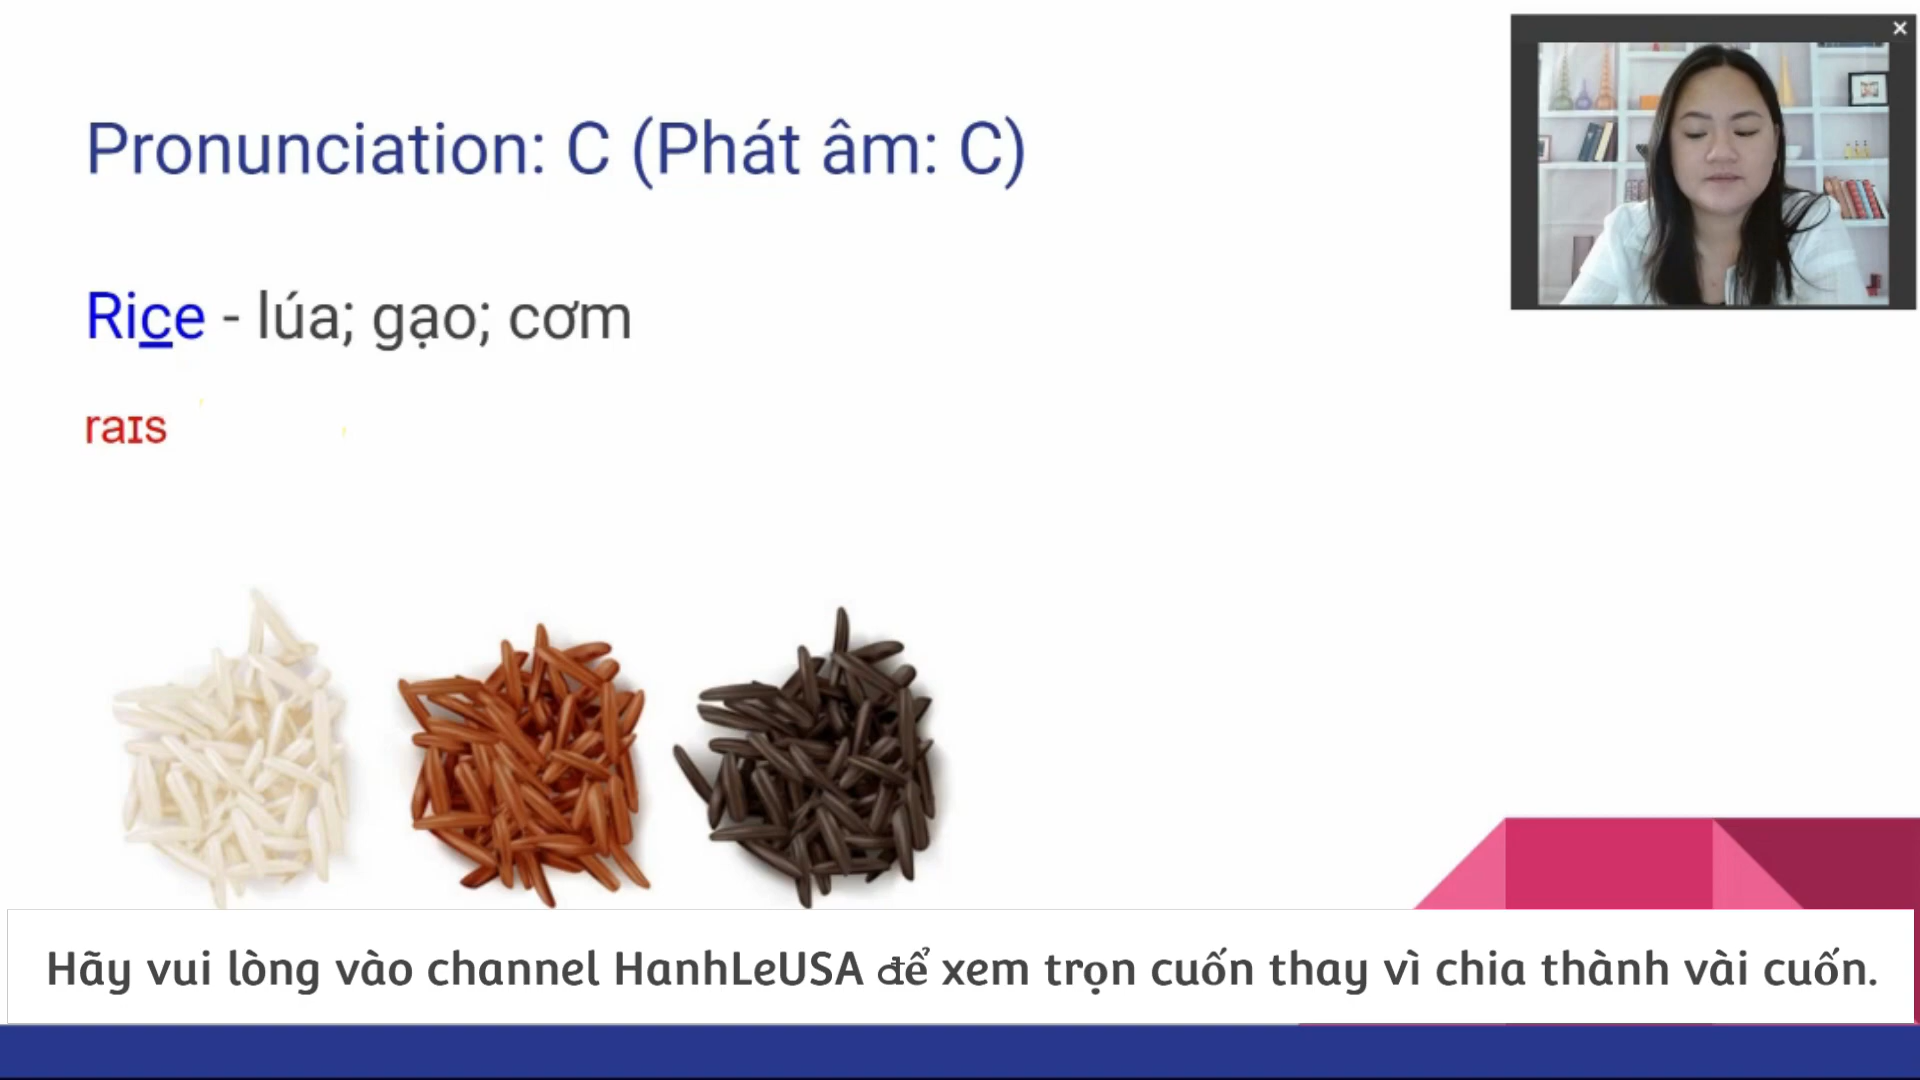 Pronunciation: C (Phát âm: C)
Rice - lúa; gạo; cơm
raɪs
Hãy vui lòng vào channel HanhLeUSA để xem trọn cuốn thay vì chia thành vài cuốn.